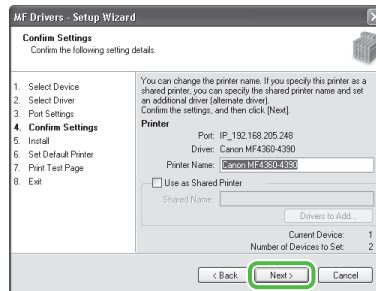 MF Drivers - Setup Wizard
Confirm Settings
Confirm the following setting details.
1. Select Device
2. Select Driver
3. Port Settings
4. Confirm Settings
5. Install
6. Set Default Printer
7. Print Test Page
8. Exit
You can change the printer name. If you specify this printer as a
shared printer, you can specify the shared printer name and set
an additional driver (alternate driver).
Confirm the settings, and then click [Next].
Printer
Port: IP_192.168.205.248
Driver: Canon MF4360-4390
Printer Name: Canon MF4360-4390
Use as Shared Printer
Shared Name:
Drivers to Add...
Current Device: 1
Number of Devices to Set: 2
< Back Next > Cancel